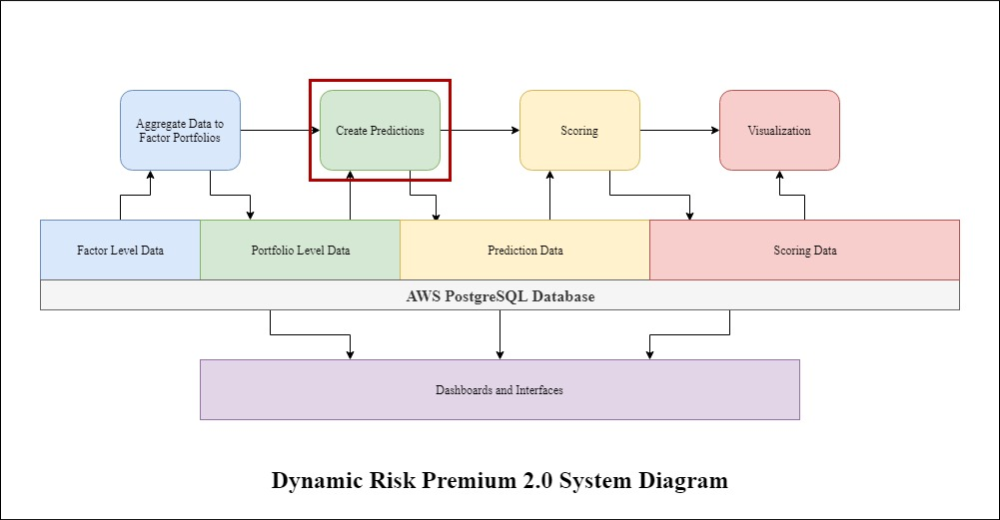 Aggregate Data to
Factor Portfolios
Create Predictions
Scoring
Visualization
Factor Level Data
Portfolio Level Data
Prediction Data
Scoring Data
AWS PostgreSQL Database
Dashboards and Interfaces
Dynamic Risk Premium 2.0 System Diagram